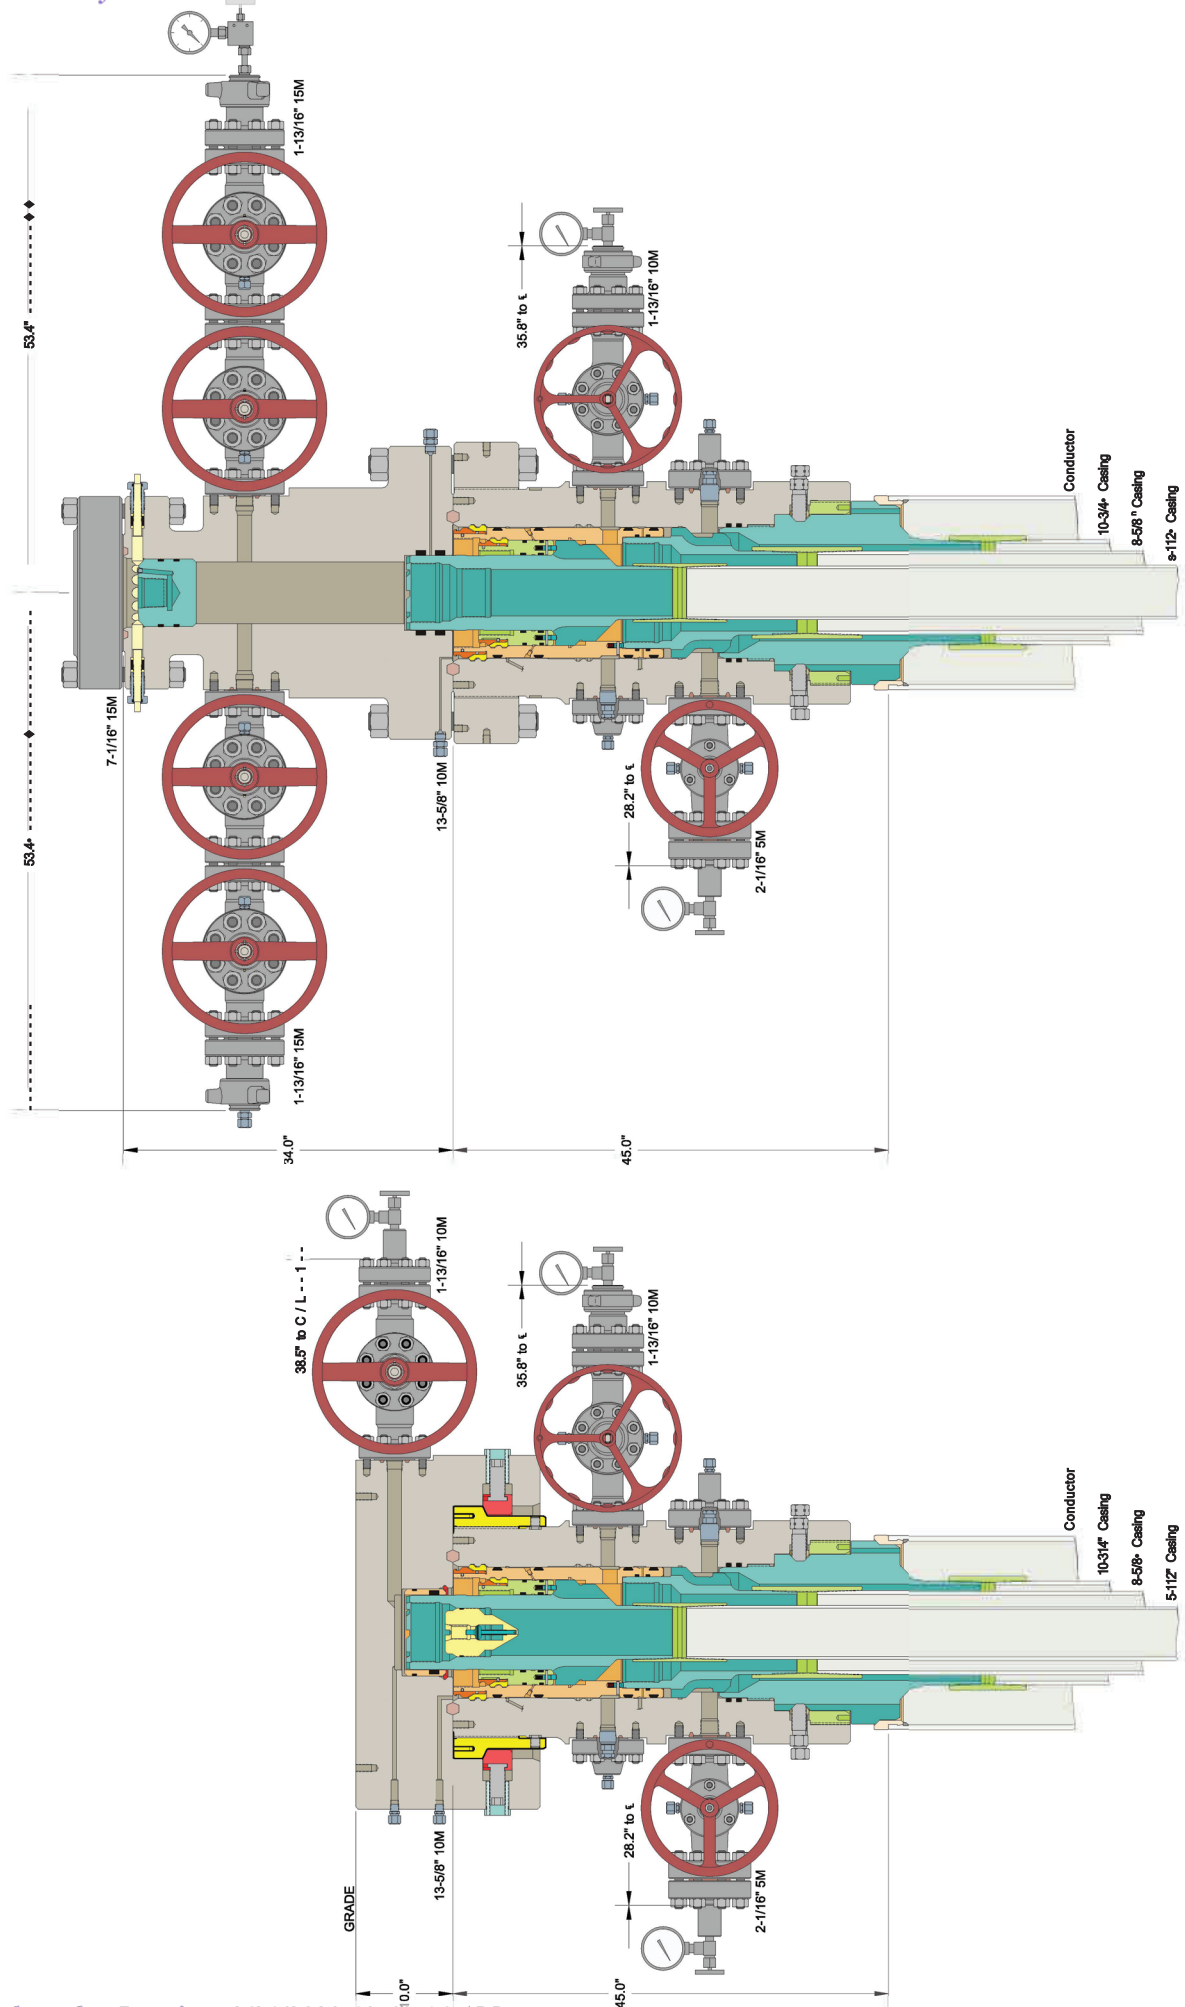 1-13/16" 15M
53.4"
35.8" to ℄
1-13/16" 10M
Conductor
10-3/4• Casing
8-5/8 " Casing
s-112• Casing
7-1/16" 15M
53.4•
13-5/8" 10M
28.2" to ℄
2-1/16" 5M
1-13/16" 15M
34.0"
45.0"
38.5" to C / L - - 1 - -
1-13/16" 10M
35.8" to ℄
1-13/16" 10M
Conductor
10-314" Casing
8-5/8• Casing
5-112" Casing
13-5/8" 10M
GRADE
28.2" to ℄
2-1/16" 5M
10.0"
45.0"